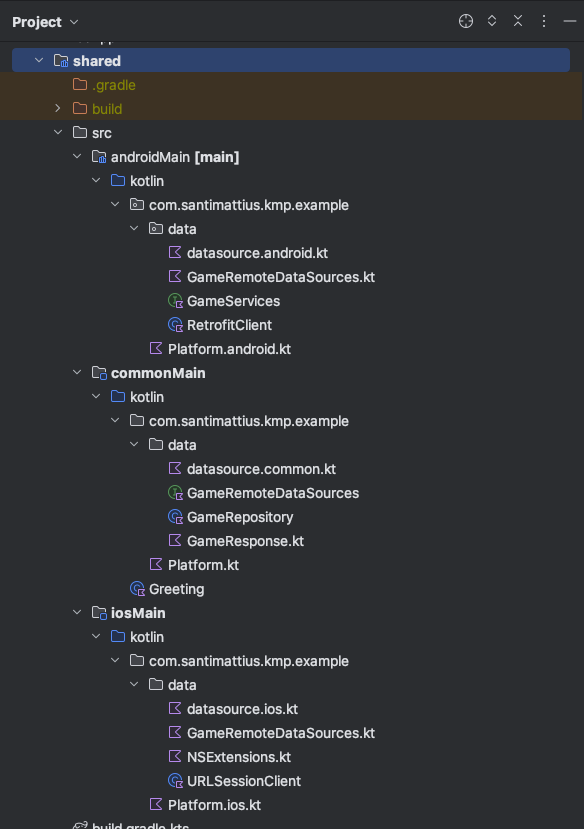 Project
shared
.gradle
build
src
androidMain [main]
kotlin
com.santimattius.kmp.example
data
datasource.android.kt
GameRemoteDataSources.kt
GameServices
RetrofitClient
Platform.android.kt
commonMain
kotlin
com.santimattius.kmp.example
data
datasource.common.kt
GameRemoteDataSources
GameRepository
GameResponse.kt
Platform.kt
Greeting
iosMain
kotlin
com.santimattius.kmp.example
data
datasource.ios.kt
GameRemoteDataSources.kt
NSExtensions.kt
URLSessionClient
Platform.ios.kt
build.gradle.kts